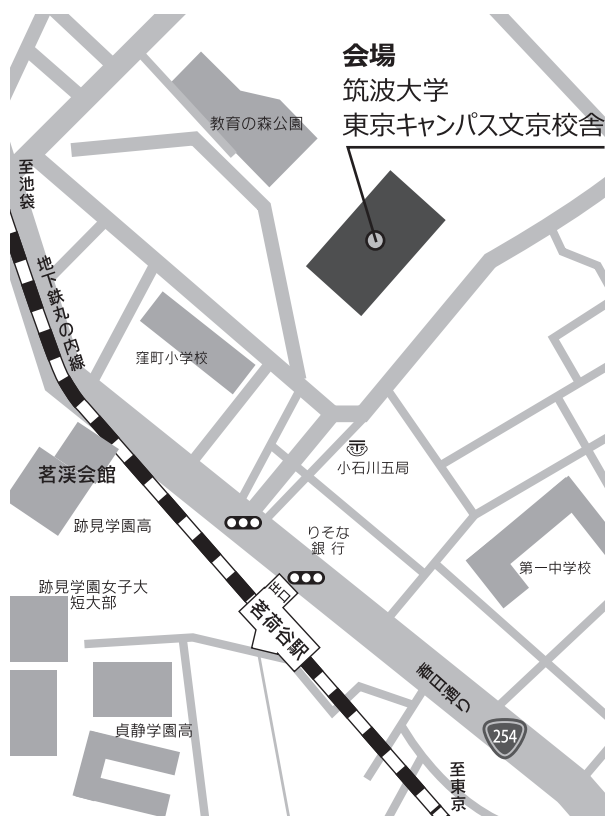 会場
筑波大学
東京キャンパス文京校舎
教育の森公園
至池袋
地下鉄丸の内線
窪町小学校
茗渓会館
小石川五局
跡見学園高
りそな
銀行
第一中学校
跡見学園女子大
短大部
出口
茗荷谷駅
春日通り
254
貞静学園高
至東京